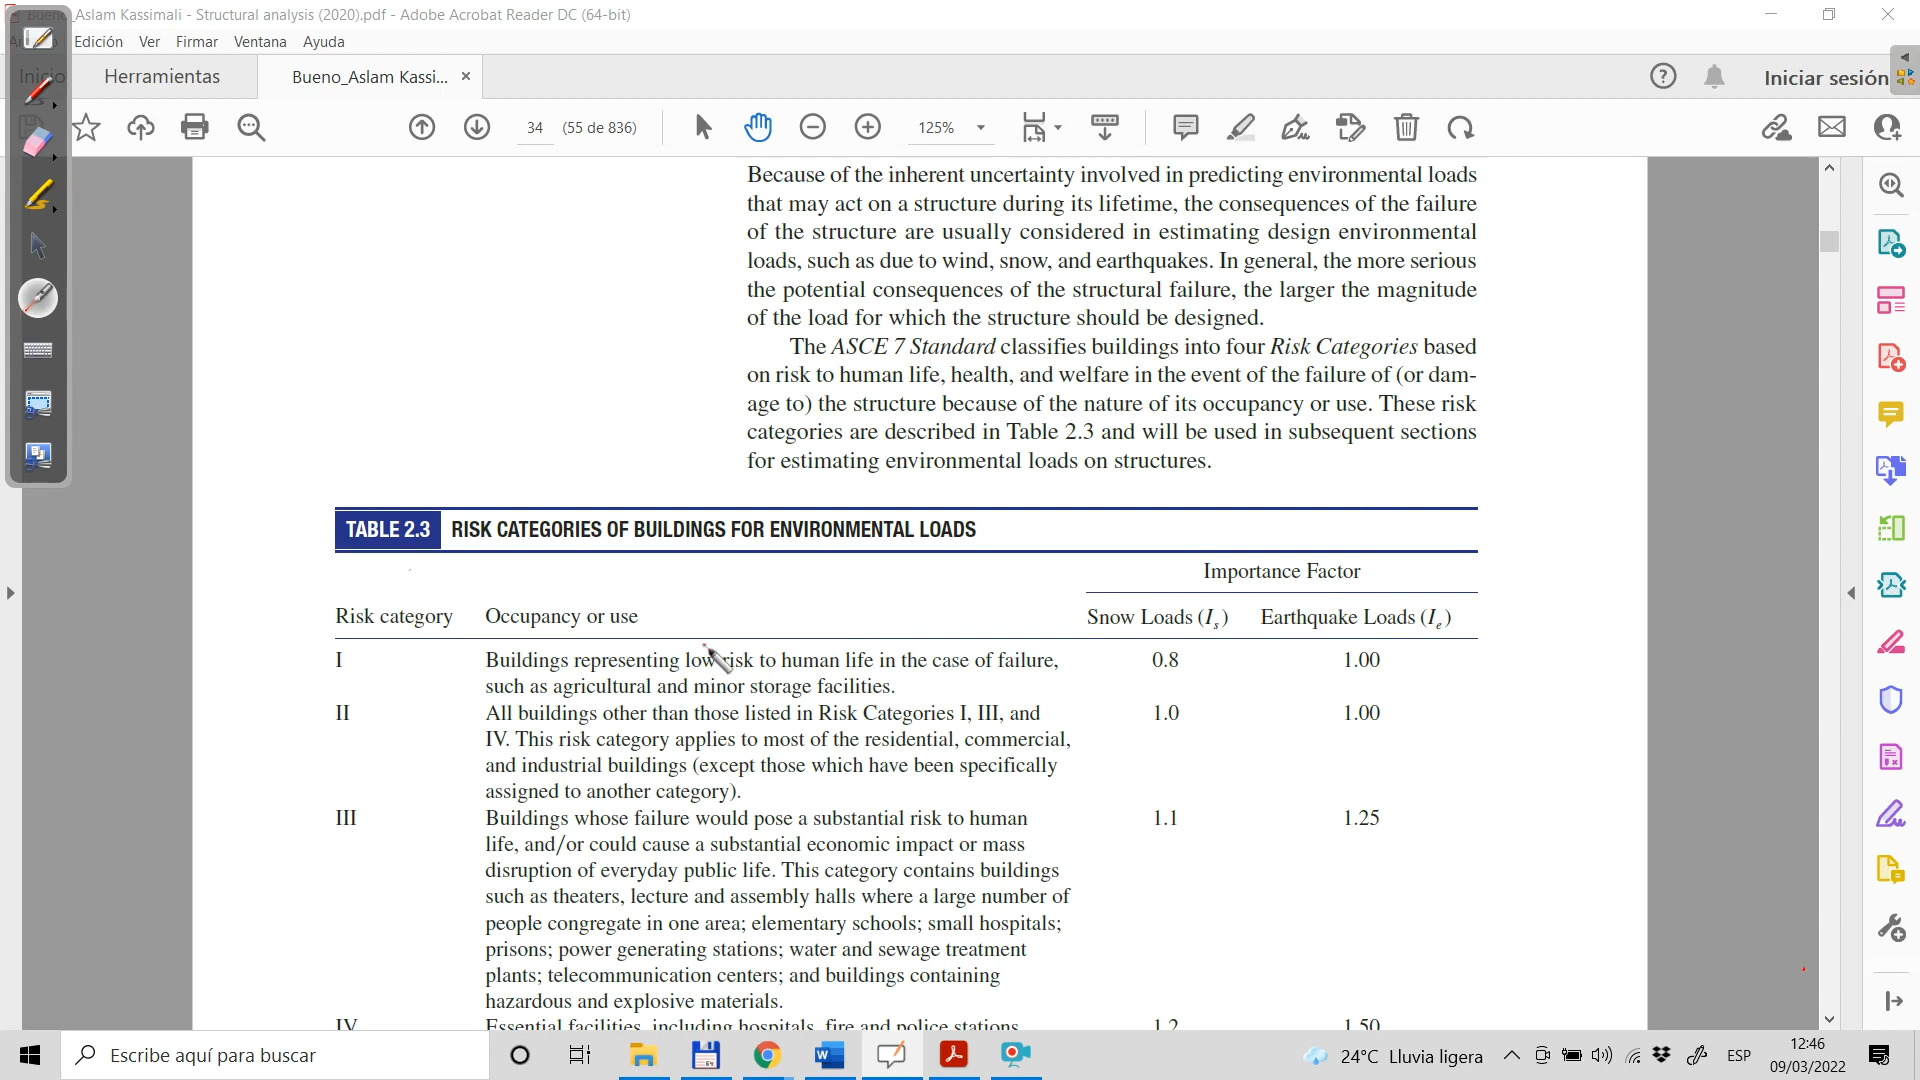 Bueno_Aslam Kassimali - Structural analysis (2020).pdf - Adobe Acrobat Reader DC (64-bit)
Edición Ver Firmar Ventana Ayuda
Inicio Herramientas Bueno_Aslam Kassi... × Iniciar sesión
34 (55 de 836) 125%
Because of the inherent uncertainty involved in predicting environmental loads
that may act on a structure during its lifetime, the consequences of the failure
of the structure are usually considered in estimating design environmental
loads, such as due to wind, snow, and earthquakes. In general, the more serious
the potential consequences of the structural failure, the larger the magnitude
of the load for which the structure should be designed.
The ASCE 7 Standard classifies buildings into four Risk Categories based
on risk to human life, health, and welfare in the event of the failure of (or dam-
age to) the structure because of the nature of its occupancy or use. These risk
categories are described in Table 2.3 and will be used in subsequent sections
for estimating environmental loads on structures.
TABLE 2.3 RISK CATEGORIES OF BUILDINGS FOR ENVIRONMENTAL LOADS
Importance Factor
Risk category Occupancy or use Snow Loads (Is) Earthquake Loads (Ie)
I Buildings representing low risk to human life in the case of failure, 0.8 1.00
such as agricultural and minor storage facilities.
II All buildings other than those listed in Risk Categories I, III, and 1.0 1.00
IV. This risk category applies to most of the residential, commercial,
and industrial buildings (except those which have been specifically
assigned to another category).
III Buildings whose failure would pose a substantial risk to human 1.1 1.25
life, and/or could cause a substantial economic impact or mass
disruption of everyday public life. This category contains buildings
such as theaters, lecture and assembly halls where a large number of
people congregate in one area; elementary schools; small hospitals;
prisons; power generating stations; water and sewage treatment
plants; telecommunication centers; and buildings containing
hazardous and explosive materials.
IV Essential facilities, including hospitals, fire and police stations, 1.2 1.50
Escribe aquí para buscar 24°C Lluvia ligera ESP 12:46
09/03/2022